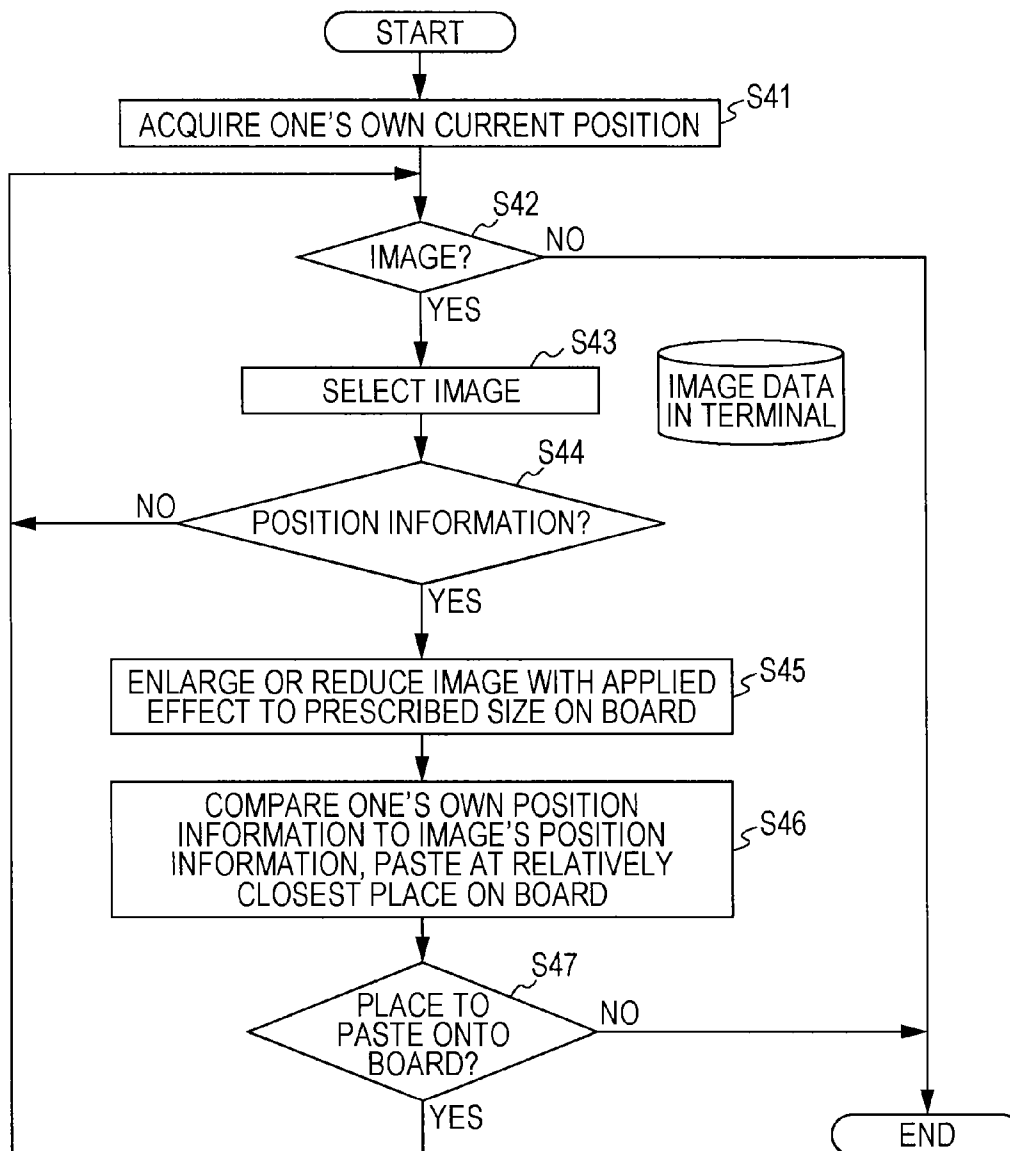 START
S41
ACQUIRE ONE'S OWN CURRENT POSITION
S42
IMAGE?
NO
YES
S43
SELECT IMAGE
IMAGE DATA
IN TERMINAL
S44
NO
POSITION INFORMATION?
YES
S45
ENLARGE OR REDUCE IMAGE WITH APPLIED
EFFECT TO PRESCRIBED SIZE ON BOARD
COMPARE ONE'S OWN POSITION
INFORMATION TO IMAGE'S POSITION
INFORMATION, PASTE AT RELATIVELY
CLOSEST PLACE ON BOARD
S46
S47
PLACE TO
PASTE ONTO
BOARD?
NO
YES
END